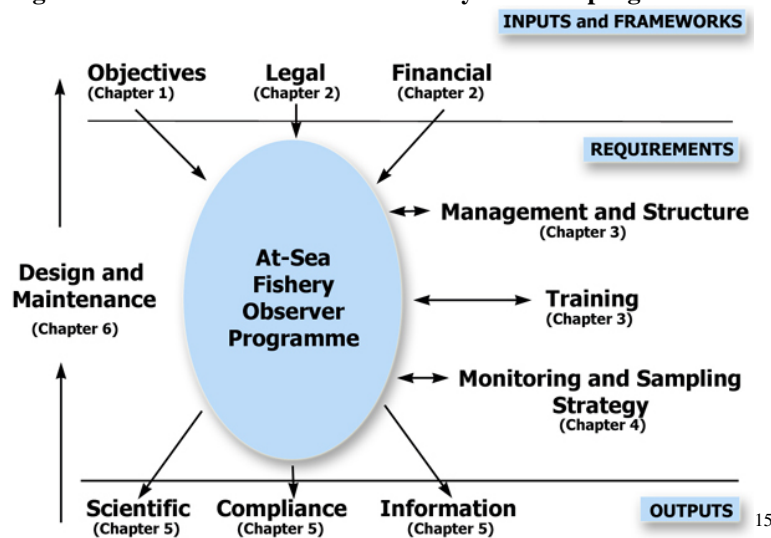 INPUTS and FRAMEWORKS
Objectives
(Chapter 1)
Legal
(Chapter 2)
Financial
(Chapter 2)
REQUIREMENTS
Management and Structure
(Chapter 3)
At-Sea
Fishery
Observer
Programme
Design and
Maintenance
(Chapter 6)
Training
(Chapter 3)
Monitoring and Sampling
Strategy
(Chapter 4)
Scientific
(Chapter 5)
Compliance
(Chapter 5)
Information
(Chapter 5)
OUTPUTS
15